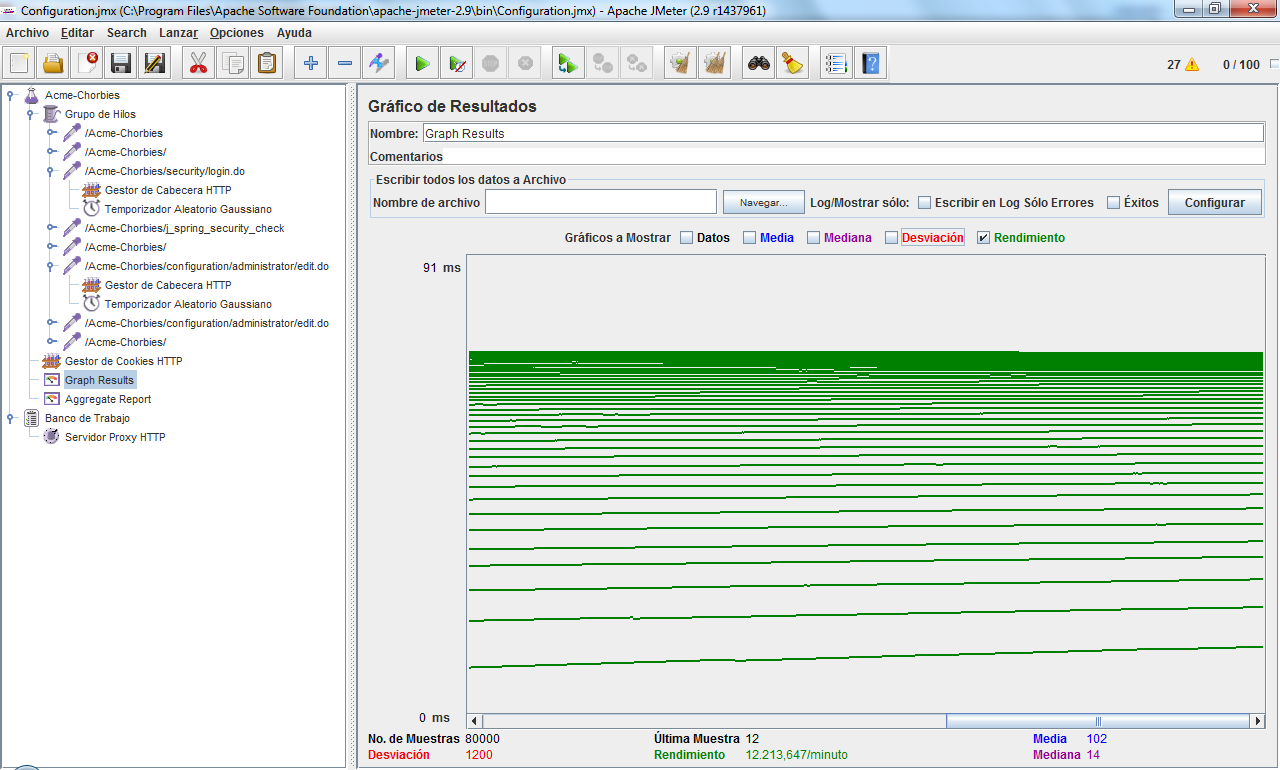 Configuration.jmx (C:\Program Files\Apache Software Foundation\apache-jmeter-2.9\bin\Configuration.jmx) - Apache JMeter (2.9 r1437961)
Archivo Editar Search Lanzar Opciones Ayuda
27 0 / 100
Acme-Chorbies
Grupo de Hilos
/Acme-Chorbies
/Acme-Chorbies/
/Acme-Chorbies/security/login.do
Gestor de Cabecera HTTP
Temporizador Aleatorio Gaussiano
/Acme-Chorbies/j_spring_security_check
/Acme-Chorbies/
/Acme-Chorbies/configuration/administrator/edit.do
Gestor de Cabecera HTTP
Temporizador Aleatorio Gaussiano
/Acme-Chorbies/configuration/administrator/edit.do
/Acme-Chorbies/
Gestor de Cookies HTTP
Graph Results
Aggregate Report
Banco de Trabajo
Servidor Proxy HTTP
Gráfico de Resultados
Nombre: Graph Results
Comentarios
Escribir todos los datos a Archivo
Nombre de archivo Navegar... Log/Mostrar sólo: Escribir en Log Sólo Errores Éxitos Configurar
Gráficos a Mostrar Datos Media Mediana Desviación Rendimiento
91 ms
0 ms
No. de Muestras 80000 Última Muestra 12 Media 102
Desviación 1200 Rendimiento 12.213,647/minuto Mediana 14